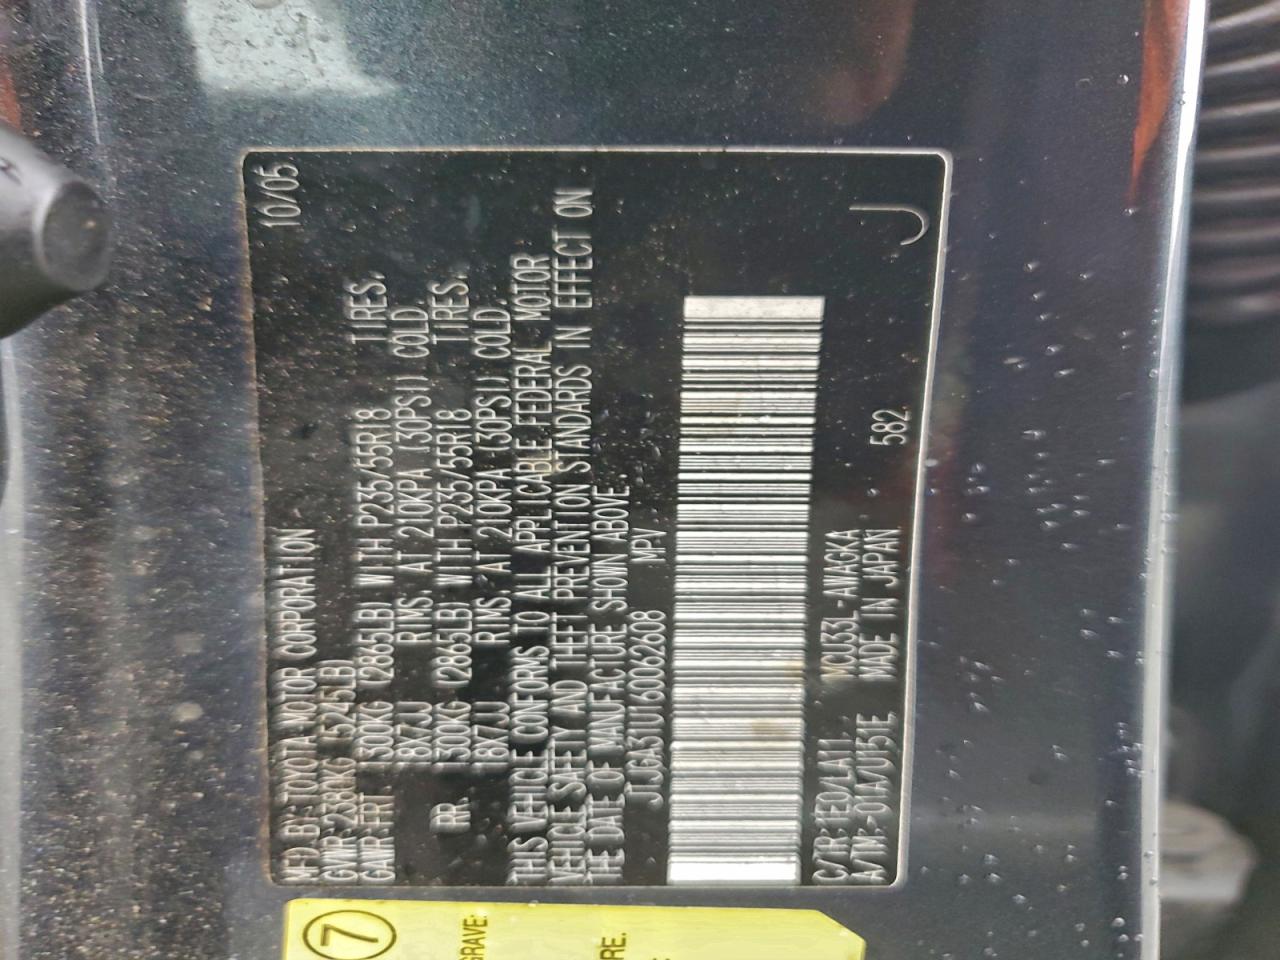 MFD.BY:TOYOTA MOTOR CORPORATION 10/05
GVWR:2380KG (5245LB)
GAWR:FRT. 1300KG (2865LB) WITH P235/55R18 TIRES,
18X7JJ RIMS, AT 210KPA (30PSI) COLD.
RR. 1300KG (2865LB) WITH P235/55R18 TIRES,
18X7JJ RIMS, AT 210KPA (30PSI) COLD.
THIS VEHICLE CONFORMS TO ALL APPLICABLE FEDERAL MOTOR
VEHICLE SAFETY AND THEFT PREVENTION STANDARDS IN EFFECT ON
THE DATE OF MANUFACTURE SHOWN ABOVE.
JTJGA31U160062608 MPV
C/TR:1E0/LA11 MCU33L-AWAGKA
A/TM:-01A/U151E MADE IN JAPAN 582
J
7
GRAVE:
RE.